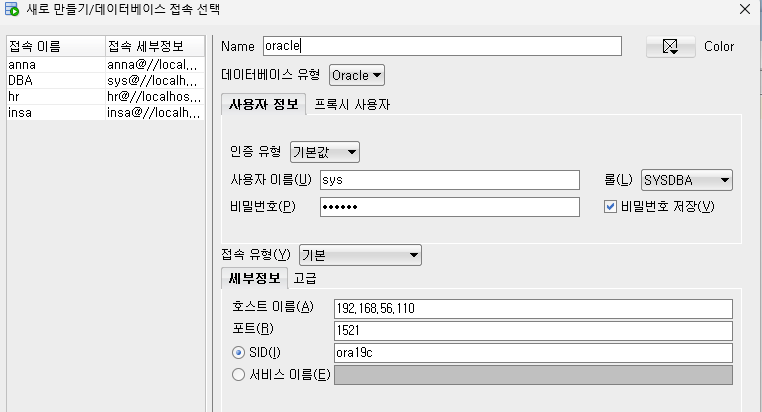 새로 만들기/데이터베이스 접속 선택
접속 이름 접속 세부정보
anna anna@//local...
DBA sys@//localh...
hr hr@//localhos...
insa insa@//localh...
Name oracle Color
데이터베이스 유형 Oracle
사용자 정보 프록시 사용자
인증 유형 기본값
사용자 이름(U) sys 롤(L) SYSDBA
비밀번호(P) •••••• 비밀번호 저장(V)
접속 유형(Y) 기본
세부정보 고급
호스트 이름(A) 192,168,56,110
포트(R) 1521
SID(I) ora19c
서비스 이름(E)